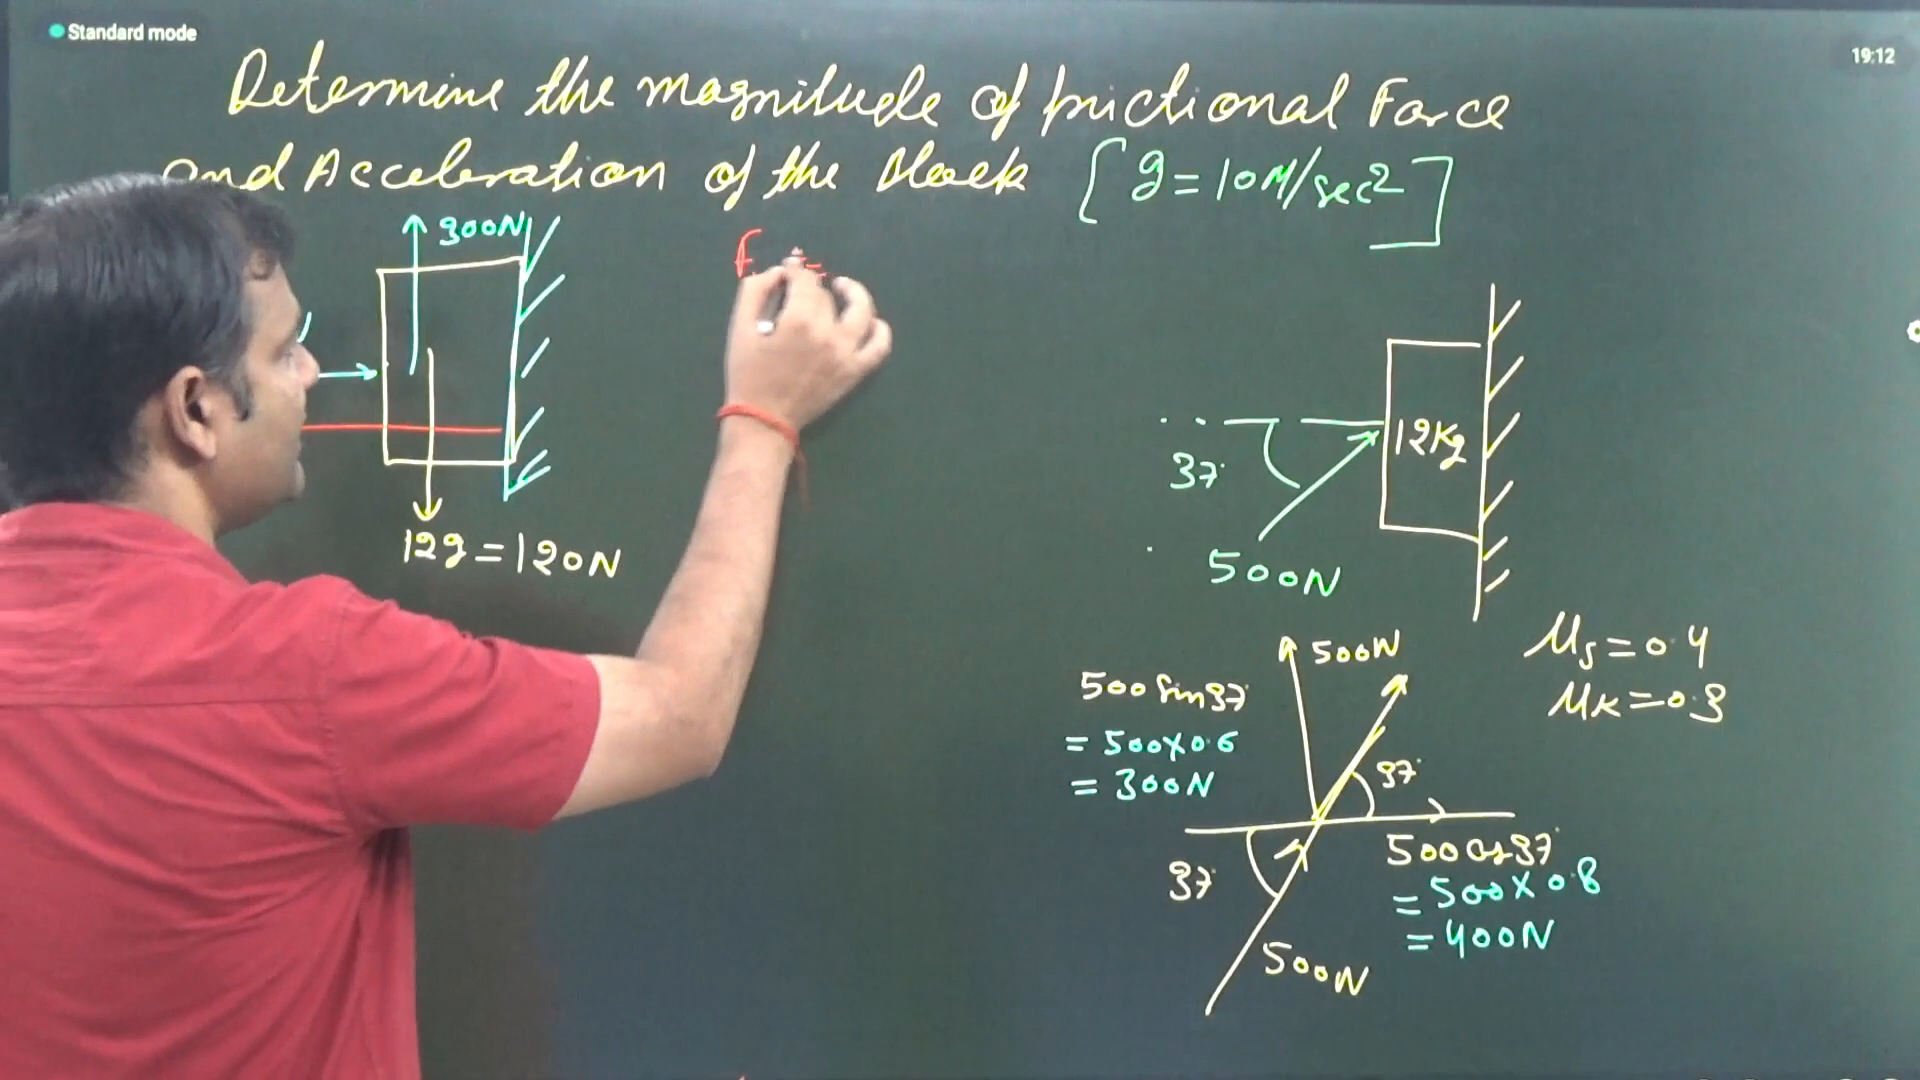 Standard mode
19:12
Determine the magnitude of frictional Force
and Acceleration of the Block [g=10M/sec²]
300N
12g=120N
12Kg
37°
500N
μs=0.4
μk=0.3
500N
500 Sin37°
=500×0.6
=300N
37°
500cos37°
=500×0.8
=400N
37°
500N